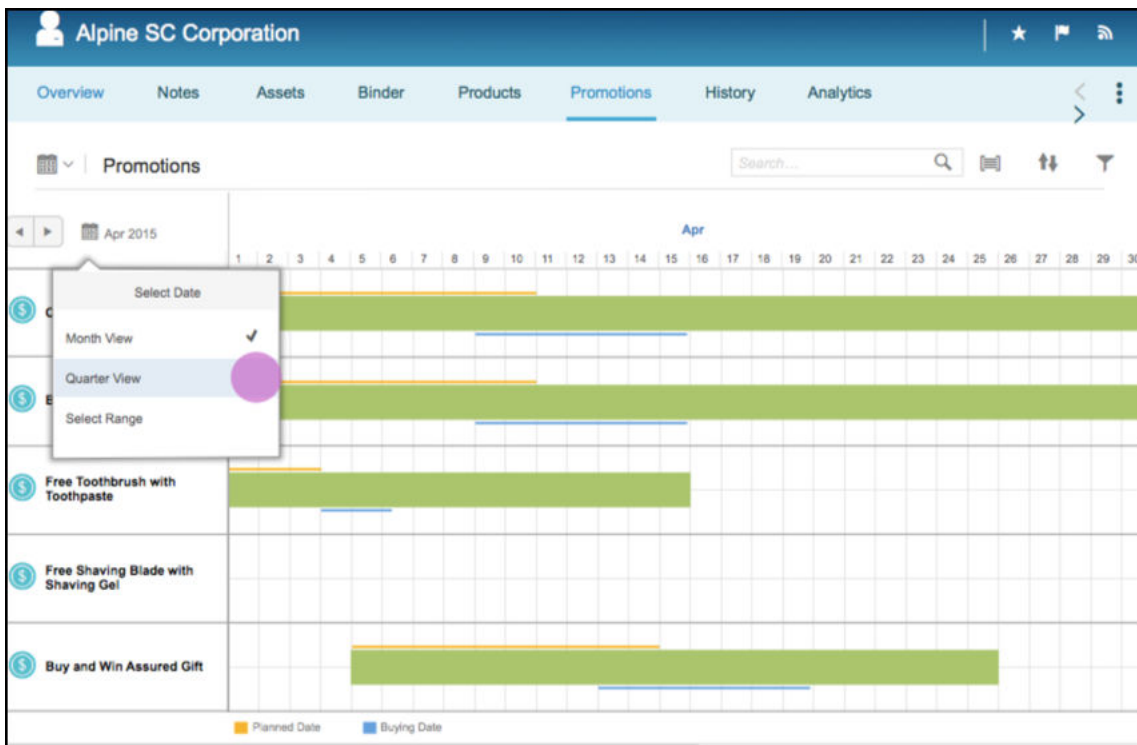 Alpine SC Corporation
Overview Notes Assets Binder Products Promotions History Analytics
Promotions
Search...
Apr 2015
Apr
1 2 3 4 5 6 7 8 9 10 11 12 13 14 15 16 17 18 19 20 21 22 23 24 25 26 27 28 29 30
Select Date
Month View
Quarter View
Select Range
Free Toothbrush with
Toothpaste
Free Shaving Blade with
Shaving Gel
Buy and Win Assured Gift
Planned Date Buying Date